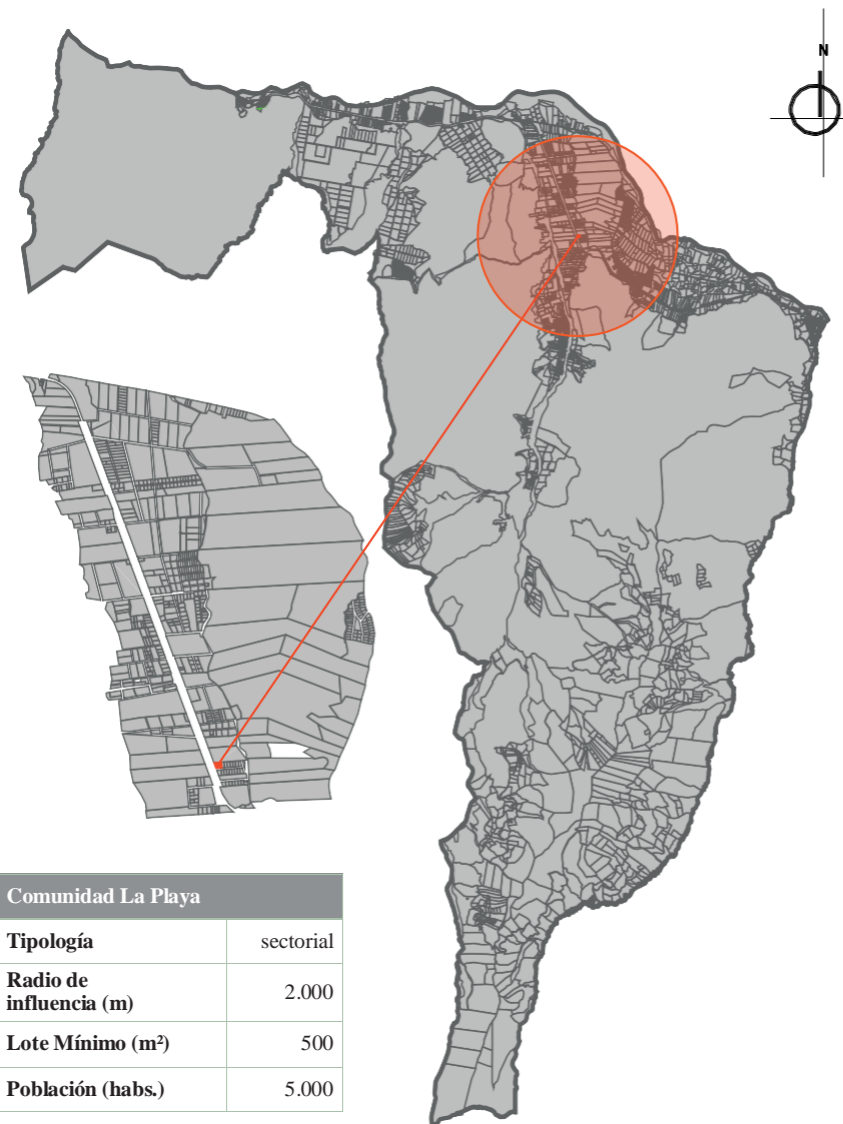 N
Comunidad La Playa
Tipología sectorial
Radio de
influencia (m) 2.000
Lote Mínimo (m²) 500
Población (habs.) 5.000